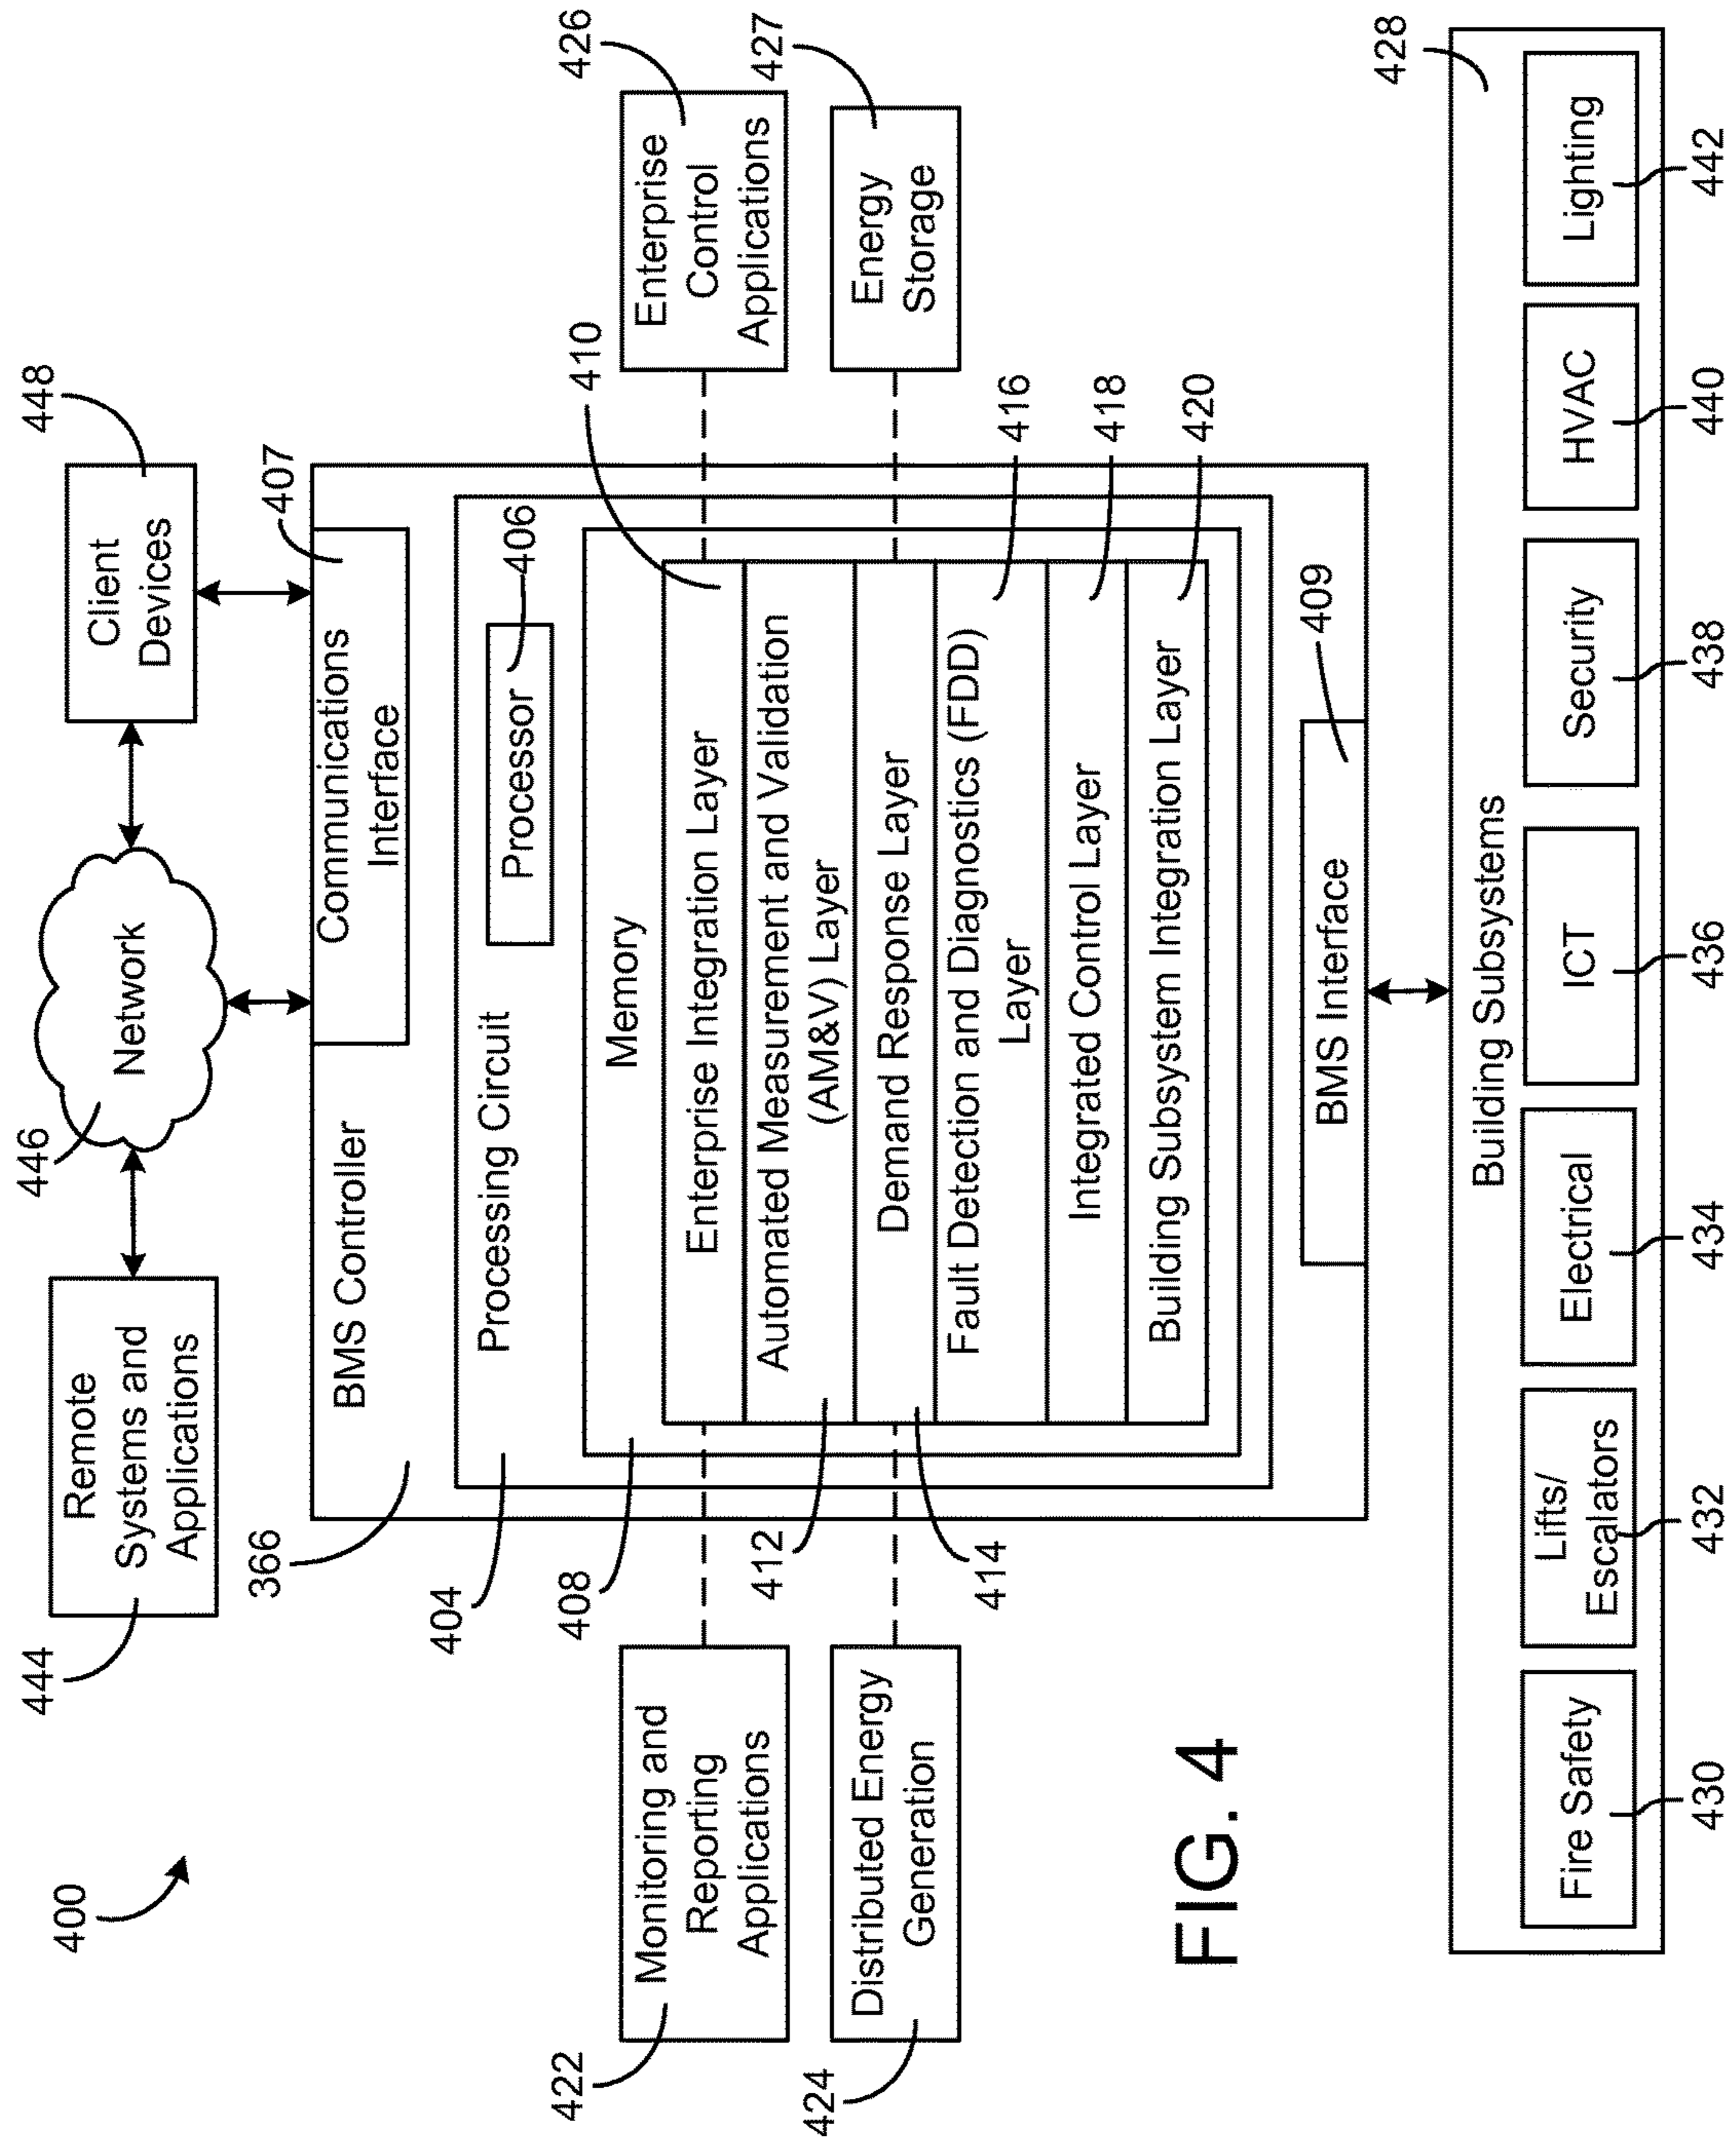 400
444
Remote
Systems and
Applications
446
Network
448
Client
Devices
366
BMS Controller
407
Communications
Interface
404
Processing Circuit
Processor
406
408
Memory
410
Enterprise Integration Layer
Automated Measurement and Validation
(AM&V) Layer
412
Demand Response Layer
414
Fault Detection and Diagnostics (FDD)
Layer
416
Integrated Control Layer
418
Building Subsystem Integration Layer
420
422
Monitoring and
Reporting
Applications
424
Distributed Energy
Generation
426
Enterprise
Control
Applications
427
Energy
Storage
BMS Interface
409
FIG. 4
428
Building Subsystems
Fire Safety
Lifts/
Escalators
Electrical
ICT
Security
HVAC
Lighting
430
432
434
436
438
440
442